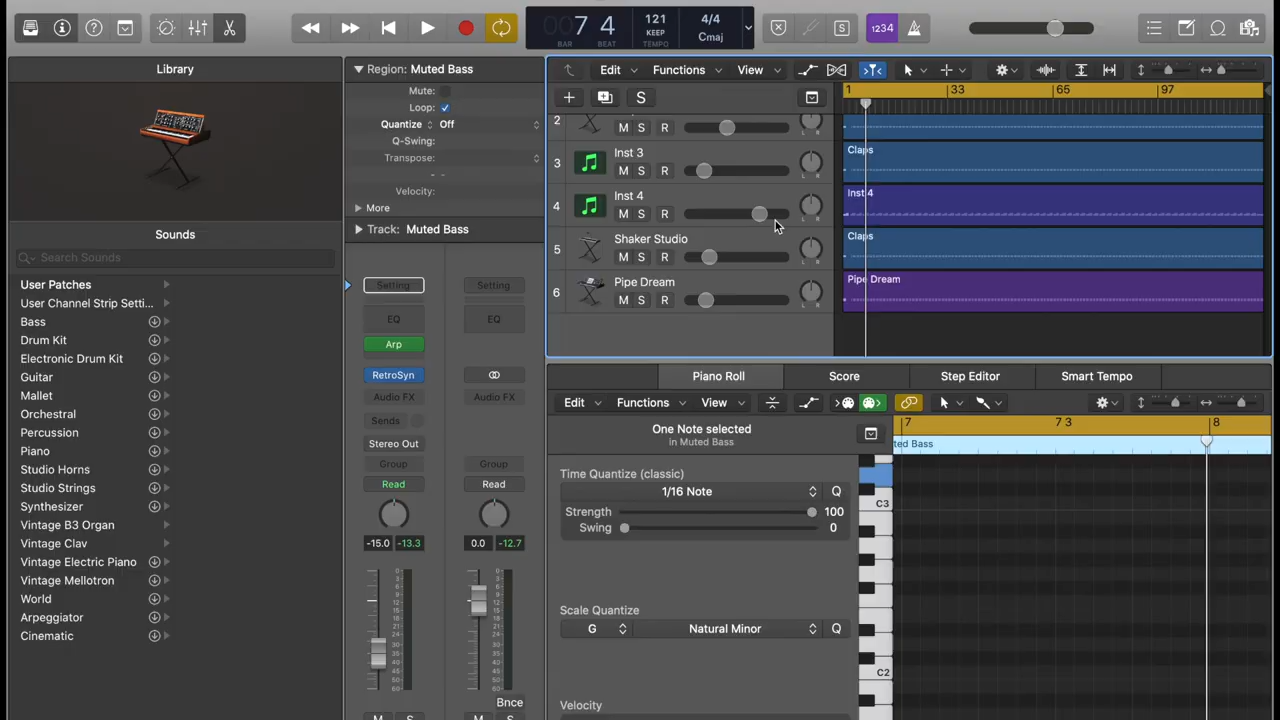 7 4
BAR
BEAT
121
KEEP
TEMPO
4/4
Cmaj
S
1234
Library
Sounds
Search Sounds
User Patches
User Channel Strip Setti...
Bass
Drum Kit
Electronic Drum Kit
Guitar
Mallet
Orchestral
Percussion
Piano
Studio Horns
Studio Strings
Synthesizer
Vintage B3 Organ
Vintage Clav
Vintage Electric Piano
Vintage Mellotron
World
Arpeggiator
Cinematic
Region: Muted Bass
Mute:
Loop:
Quantize Off
Q-Swing:
Transpose:
- -
Velocity:
More
Track: Muted Bass
Setting Setting
EQ EQ
Arp
RetroSyn
Audio FX Audio FX
Sends
Stereo Out
Group Group
Read Read
-15.0 -13.3 0.0 -12.7
Bnce
M S M S
Edit Functions View
S
1 33 65 97
2 M S R L R
3 Inst 3 M S R L R
4 Inst 4 M S R L R
5 Shaker Studio M S R L R
6 Pipe Dream M S R L R
Claps
Inst 4
Claps
Pipe Dream
Piano Roll Score Step Editor Smart Tempo
Edit Functions View
One Note selected
in Muted Bass
7 7 3 8
ted Bass
Time Quantize (classic)
1/16 Note Q
Strength 100
Swing 0
Scale Quantize
G Natural Minor Q
Velocity
C3
C2